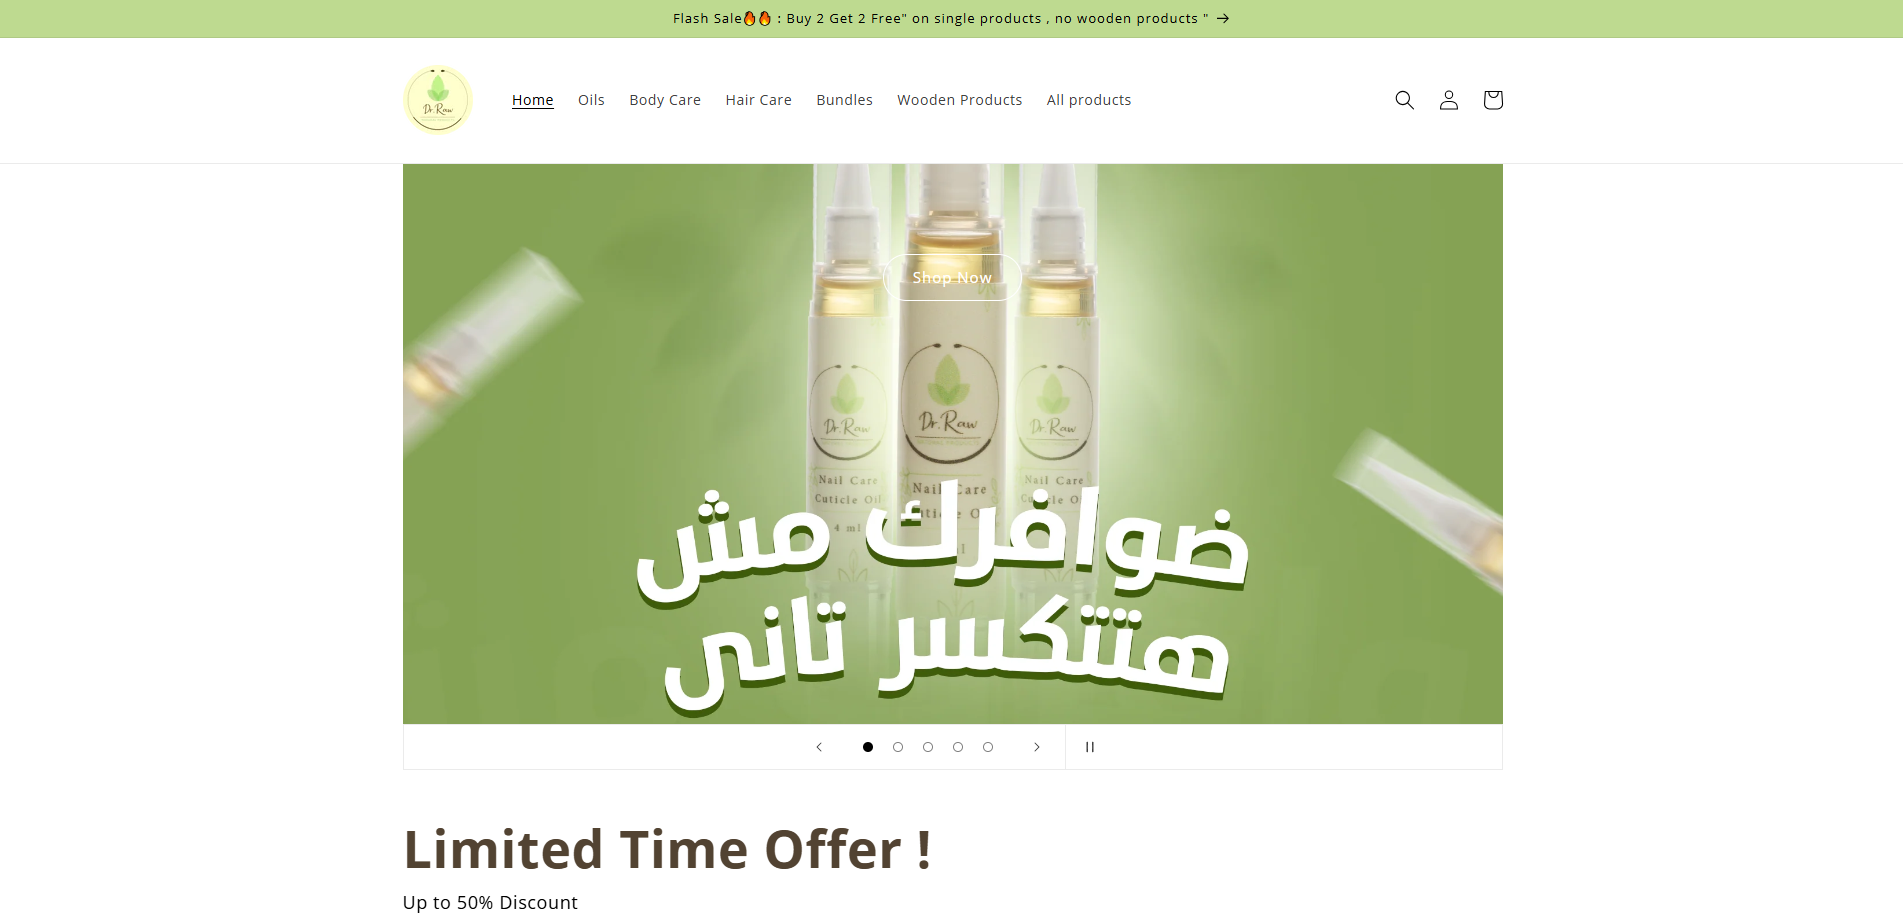 Flash Sale🔥🔥 : Buy 2 Get 2 Free" on single products , no wooden products "
Dr.Raw
Home
Oils
Body Care
Hair Care
Bundles
Wooden Products
All products
Shop Now
Dr.Raw
Dr.Raw
Dr.Raw
NATURAL PRODUCTS
Nail Care
Cuticle Oil
4 ml
Nail Care
Nail Care
ضوافرك مش
هتتكسر تانى
Limited Time Offer !
Up to 50% Discount